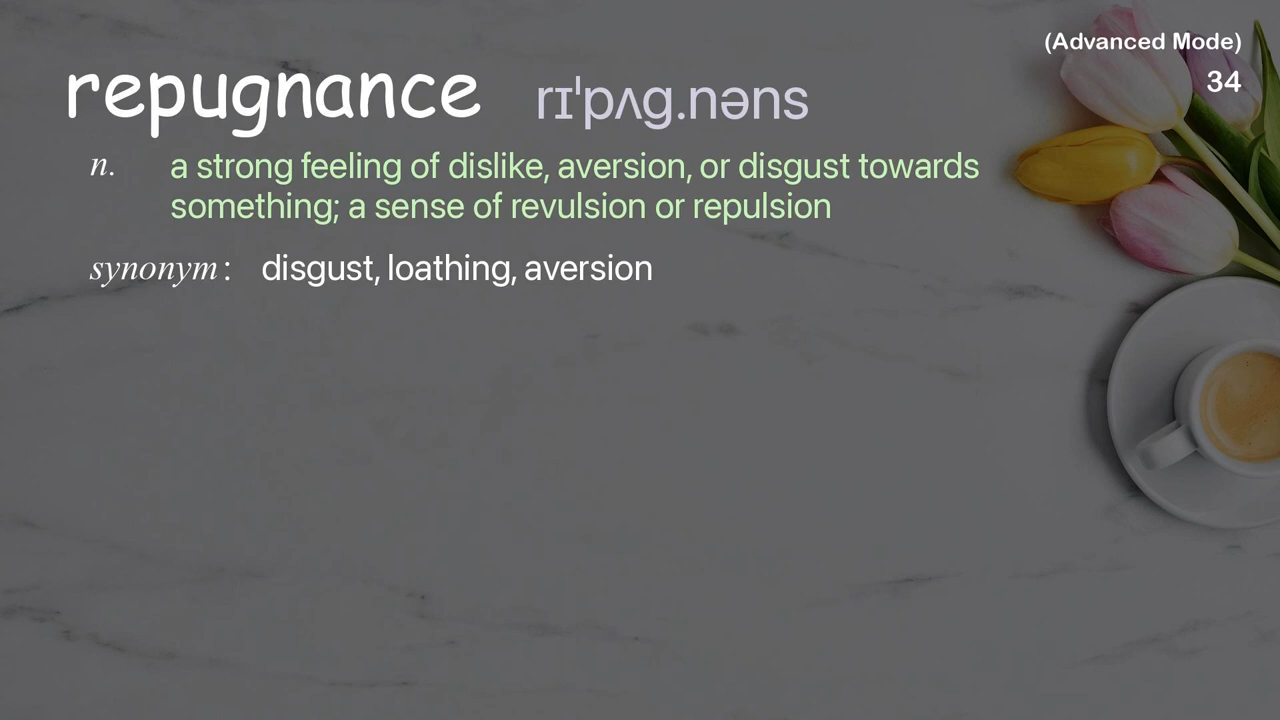 (Advanced Mode)
34
repugnance rɪˈpʌg.nəns
n. a strong feeling of dislike, aversion, or disgust towards
something; a sense of revulsion or repulsion
synonym : disgust, loathing, aversion